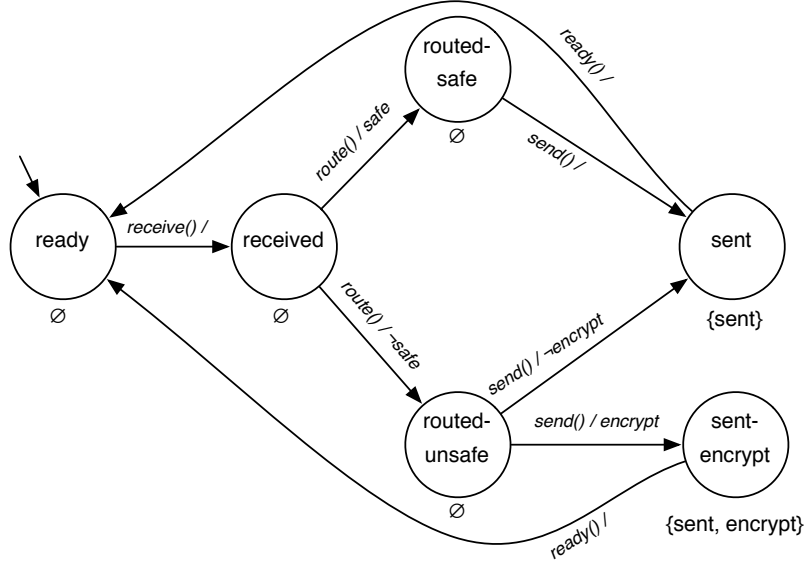 routed-
safe
∅
ready() /
route() / safe
send() /
ready
∅
receive() /
received
∅
sent
{sent}
route() / ¬safe
send() / ¬encrypt
routed-
unsafe
∅
send() / encrypt
sent-
encrypt
{sent, encrypt}
ready() /